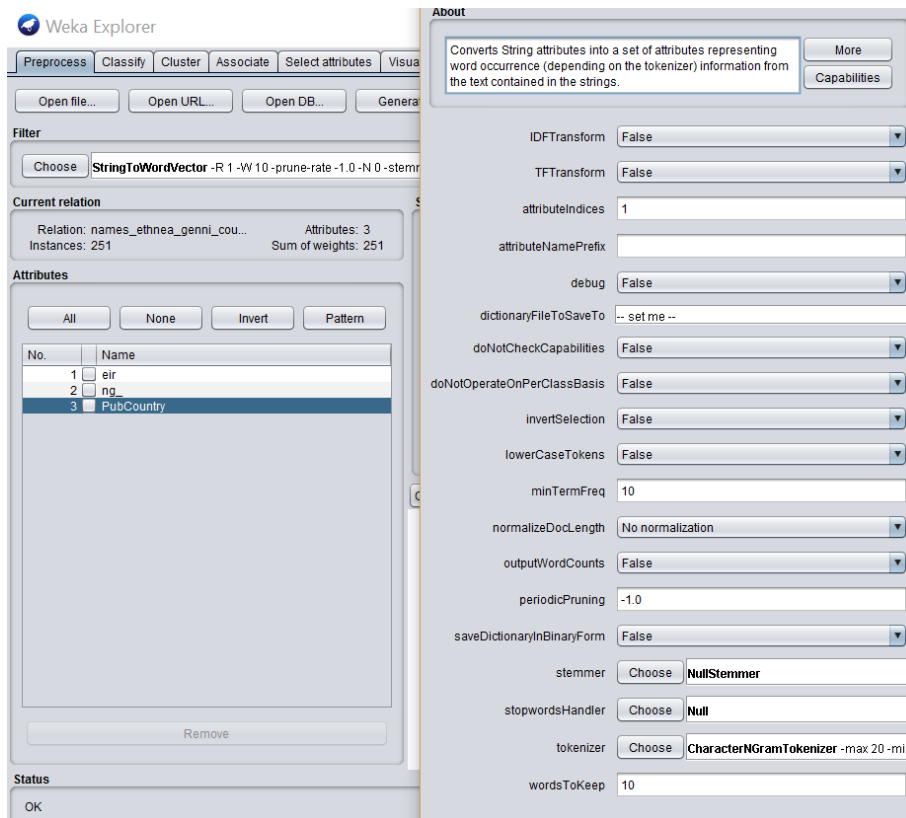 Weka Explorer
Preprocess Classify Cluster Associate Select attributes Visua
Open file... Open URL... Open DB... Genera
Filter
Choose StringToWordVector -R 1 -W 10 -prune-rate -1.0 -N 0 -stemr
Current relation
Relation: names_ethnea_genni_cou... Attributes: 3
Instances: 251 Sum of weights: 251
Attributes
All None Invert Pattern
No. Name
1 eir
2 ng_
3 PubCountry
Remove
Status
OK
About
Converts String attributes into a set of attributes representing
word occurrence (depending on the tokenizer) information from
the text contained in the strings.
More
Capabilities
IDFTransform False
TFTransform False
attributeIndices 1
attributeNamePrefix
debug False
dictionaryFileToSaveTo -- set me --
doNotCheckCapabilities False
doNotOperateOnPerClassBasis False
invertSelection False
lowerCaseTokens False
minTermFreq 10
normalizeDocLength No normalization
outputWordCounts False
periodicPruning -1.0
saveDictionaryInBinaryForm False
stemmer Choose NullStemmer
stopwordsHandler Choose Null
tokenizer Choose CharacterNGramTokenizer -max 20 -mi
wordsToKeep 10